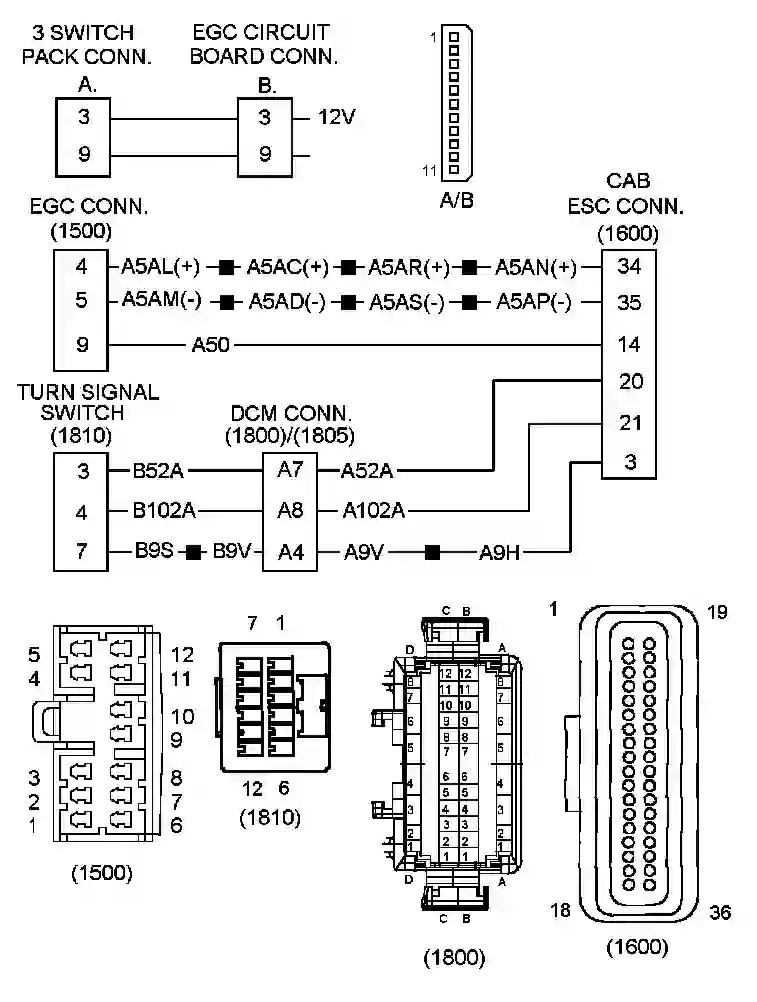 3 SWITCH
PACK CONN.
A.
EGC CIRCUIT
BOARD CONN.
B.
3
9
3
9
12V
1
11
A/B
CAB
ESC CONN.
(1600)
EGC CONN.
(1500)
4 A5AL(+) A5AC(+) A5AR(+) A5AN(+) 34
5 A5AM(-) A5AD(-) A5AS(-) A5AP(-) 35
9 A50 14
20
21
3
TURN SIGNAL
SWITCH
(1810)
DCM CONN.
(1800)/(1805)
3 B52A A7 A52A
4 B102A A8 A102A
7 B9S B9V A4 A9V A9H
5 12
4 11
10
9
3 8
2 7
1 6
(1500)
7 1
12 6
(1810)
C B
D A
12 12
11 11
10 10
9 9
8 8
7 7
6 6
5 5
4 4
3 3
2 2
1 1
8
7
6
5
4
3
2
1
8
7
6
5
4
3
2
1
D A
C B
(1800)
1 19
18 36
(1600)